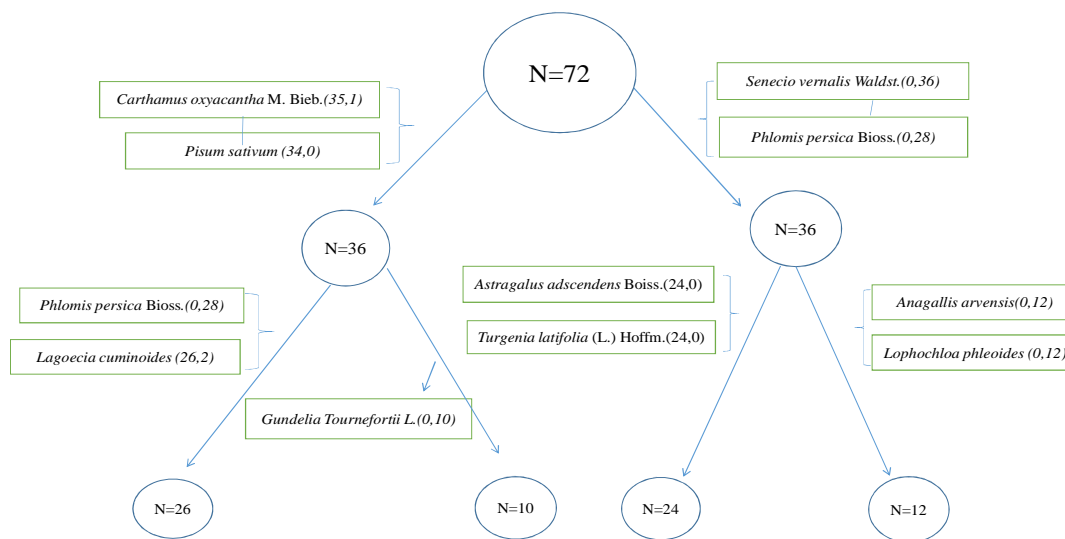 N=72
Carthamus oxyacantha M. Bieb.(35,1)
Pisum sativum (34,0)
Senecio vernalis Waldst.(0,36)
Phlomis persica Bioss.(0,28)
N=36
N=36
Phlomis persica Bioss.(0,28)
Lagoecia cuminoides (26,2)
Gundelia Tournefortii L.(0,10)
Astragalus adscendens Boiss.(24,0)
Turgenia latifolia (L.) Hoffm.(24,0)
Anagallis arvensis(0,12)
Lophochloa phleoides (0,12)
N=26
N=10
N=24
N=12